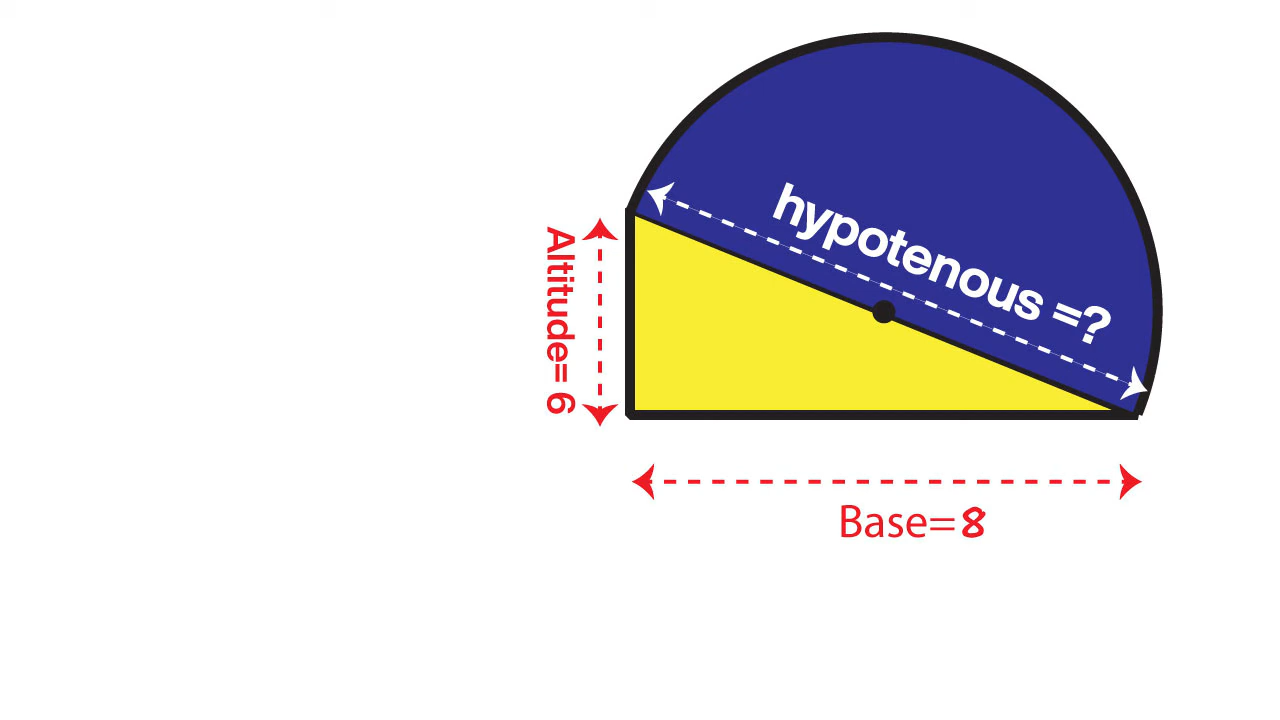 hypotenous =?
Altitude= 6
Base= 8